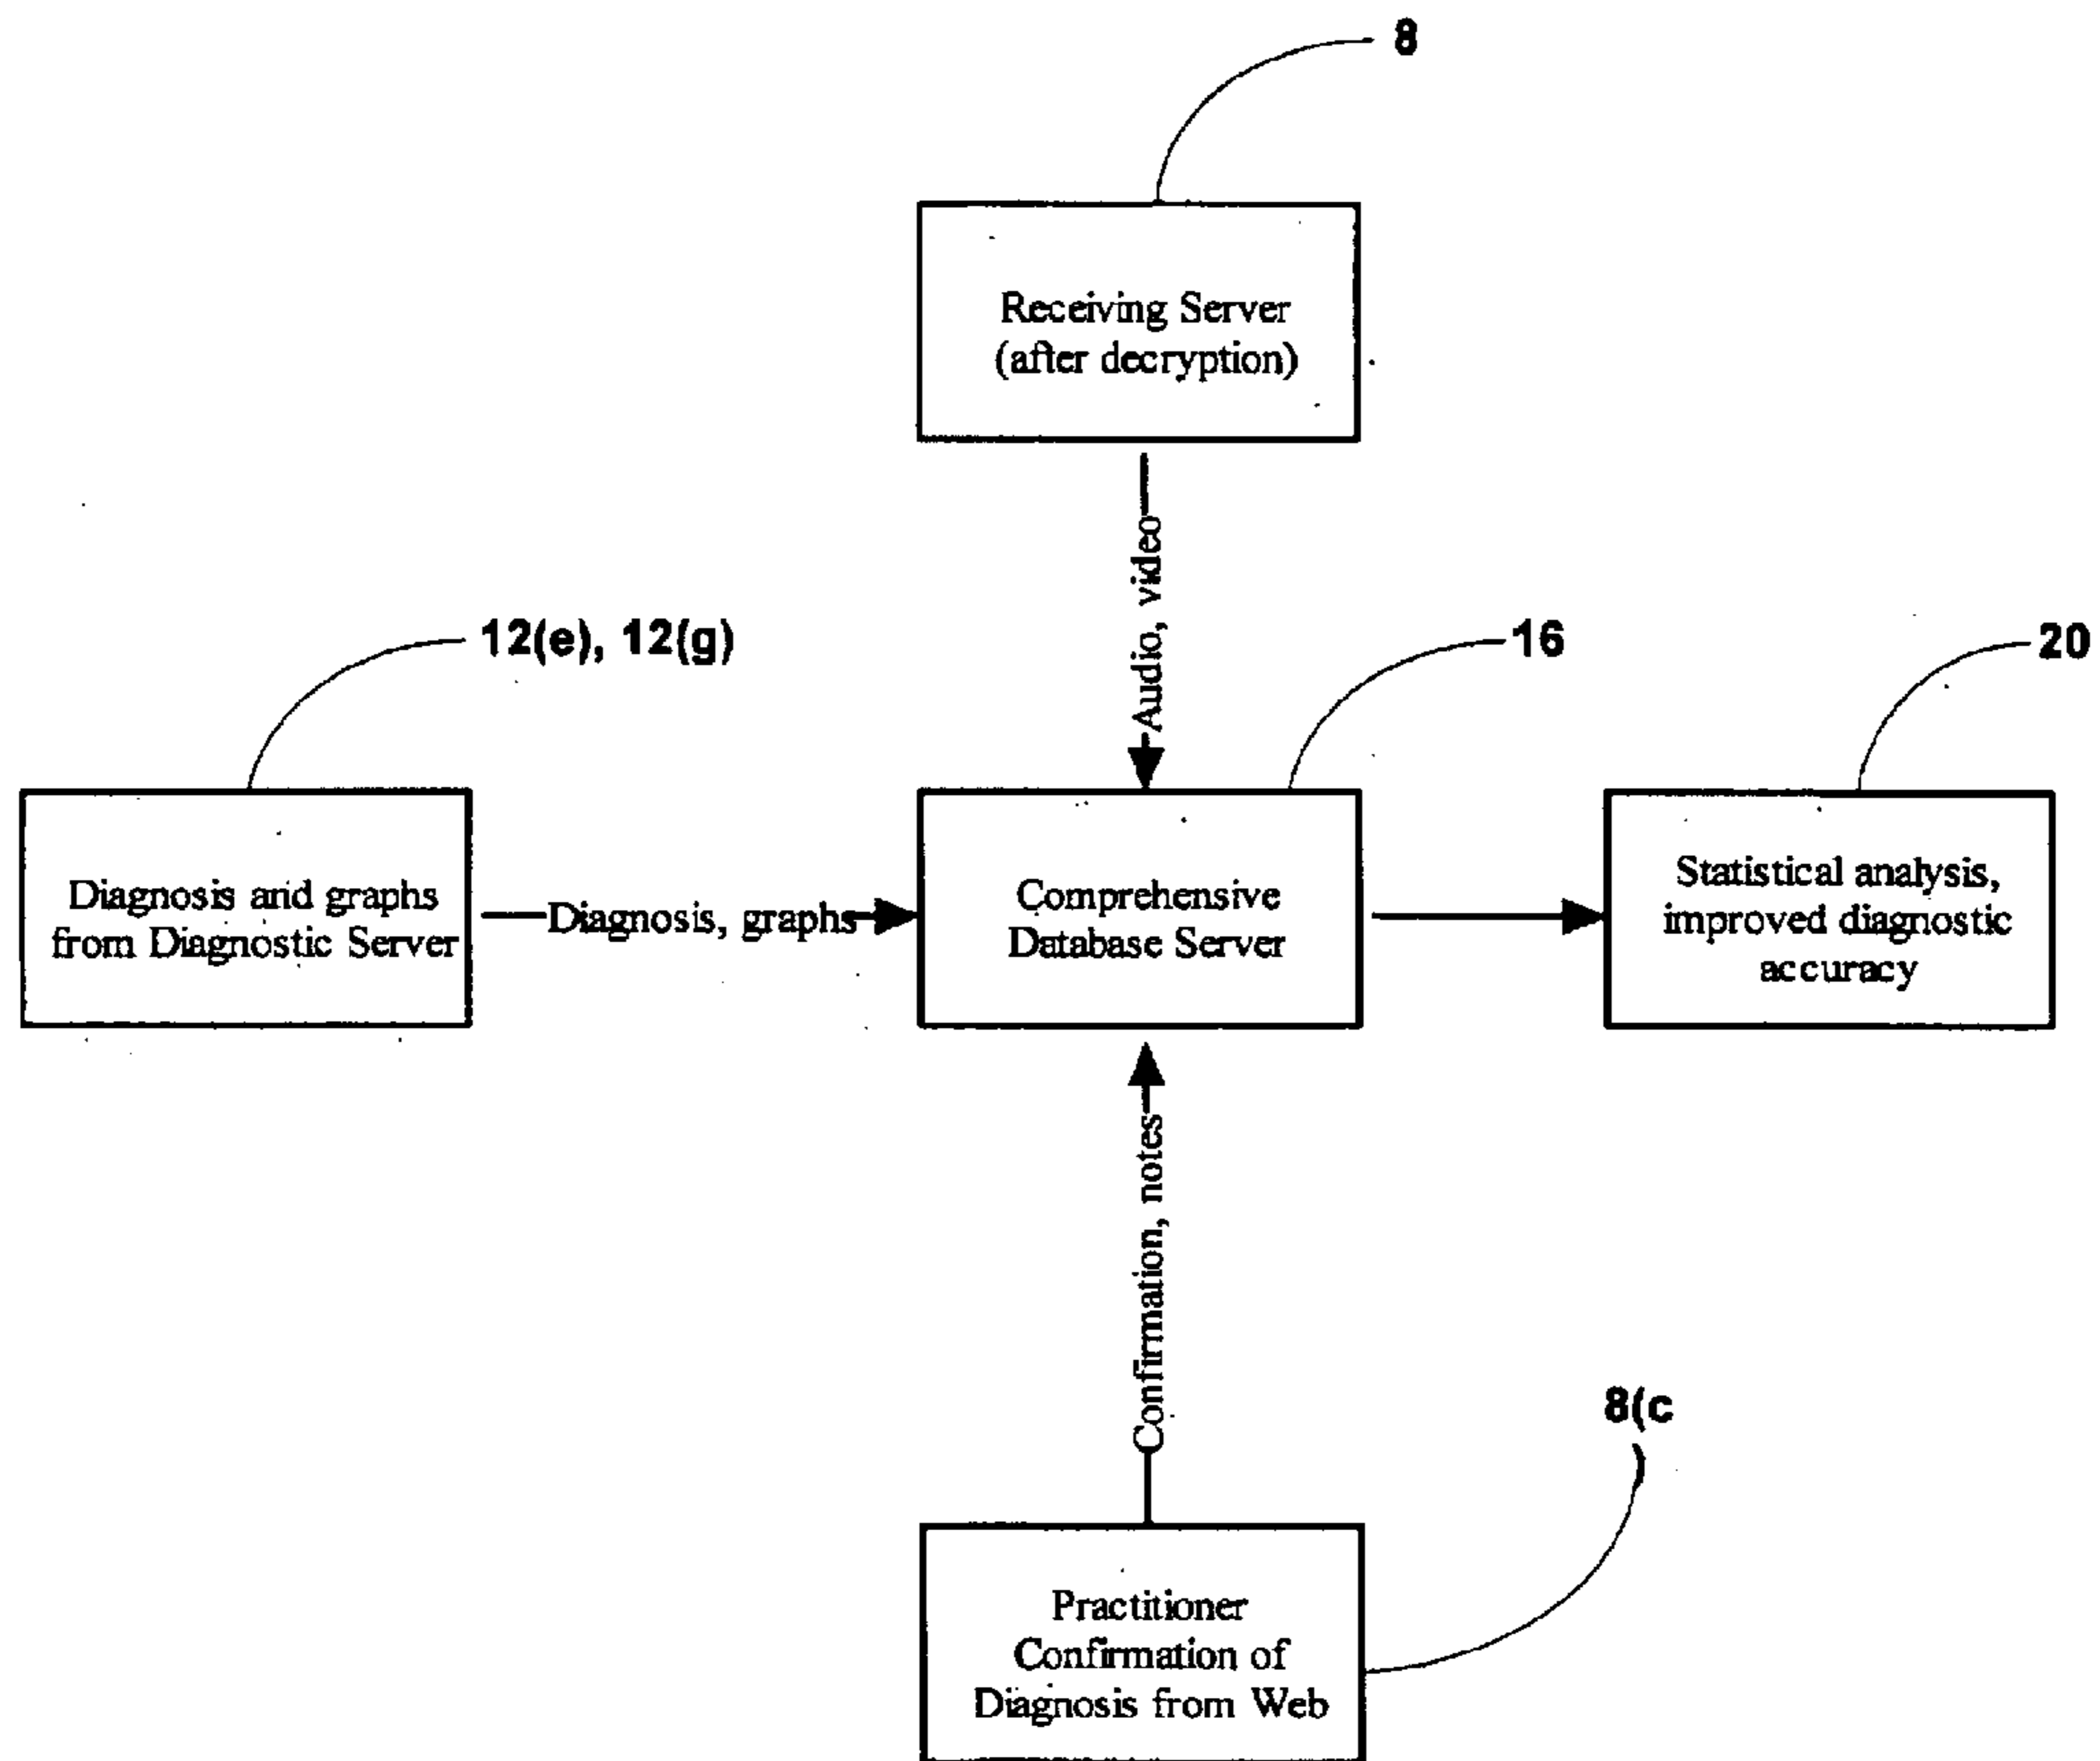 8
Receiving Server
(after decryption)
Audio, video
12(e), 12(g)
16
20
Diagnosis and graphs
from Diagnostic Server
Diagnosis, graphs
Comprehensive
Database Server
Statistical analysis,
improved diagnostic
accuracy
Confirmation, notes
8(c
)
Practitioner
Confirmation of
Diagnosis from Web